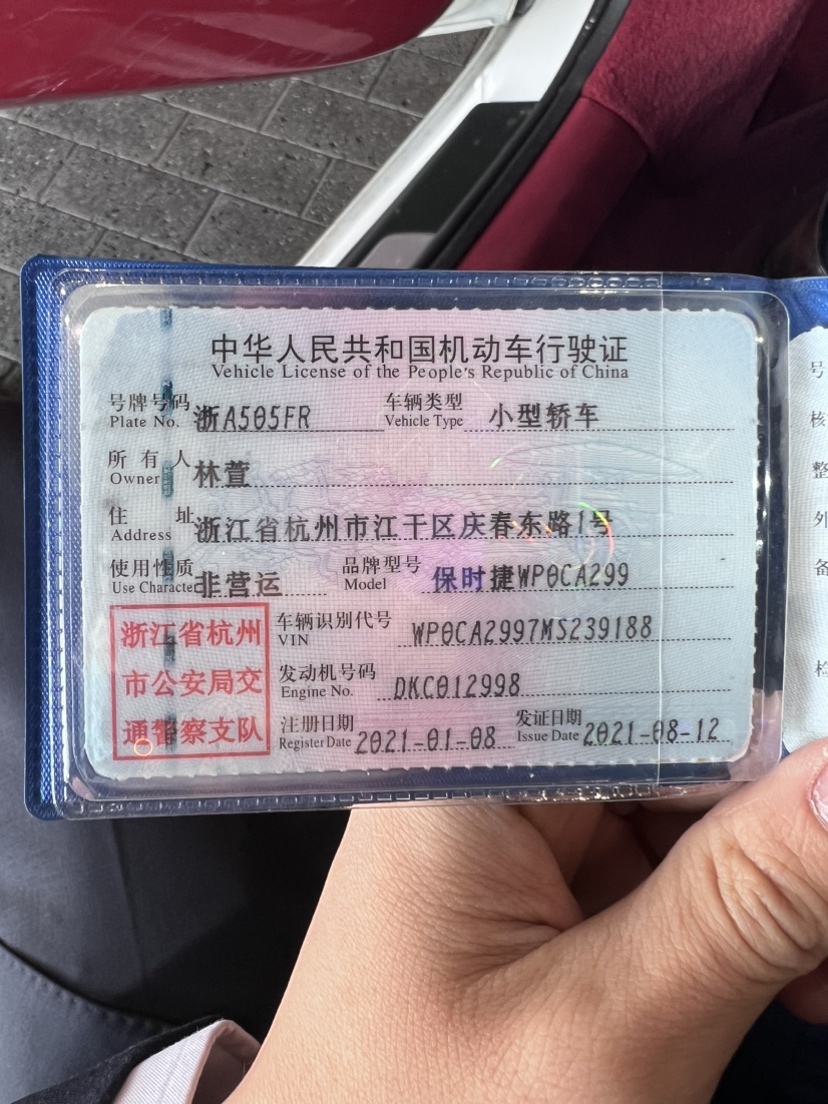 中华人民共和国机动车行驶证
Vehicle License of the People's Republic of China
号牌号码 浙A505FR 车辆类型 小型轿车
Plate No. Vehicle Type
所有人 林萱
Owner
住址 浙江省杭州市江干区庆春东路1号
Address
使用性质 非营运 品牌型号 保时捷WP0CA299
Use Character Model
浙江省杭州
市公安局交
通警察支队
车辆识别代号 WP0CA2997MS239188
VIN
发动机号码 DKC012998
Engine No.
注册日期 2021-01-08 发证日期 2021-08-12
Register Date Issue Date
号
核
整
外
备
检